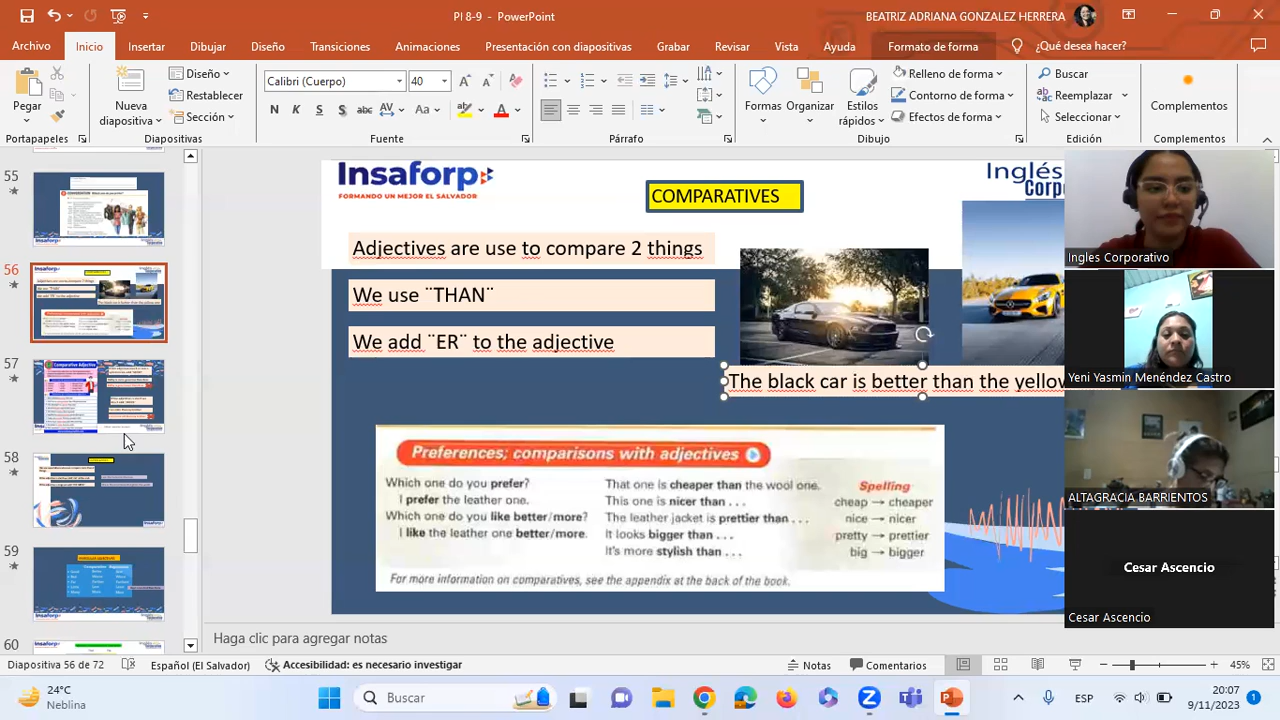 PI 8-9 - PowerPoint
BEATRIZ ADRIANA GONZALEZ HERRERA
Archivo Inicio Insertar Dibujar Diseño Transiciones Animaciones Presentación con diapositivas Grabar Revisar Vista Ayuda Formato de forma ¿Qué desea hacer?
Pegar
Portapapeles
Nueva diapositiva
Diseño
Restablecer
Sección
Diapositivas
Calibri (Cuerpo) 40
N K S S abc AV Aa A
Fuente
Párrafo
Formas
Organizar
Estilos rápidos
Relleno de forma
Contorno de forma
Efectos de forma
Dibujo
Buscar
Reemplazar
Seleccionar
Edición
Complementos
Complementos
55
56
57
58
59
60
Insaforp
FORMANDO UN MEJOR EL SALVADOR
COMPARATIVES
Inglés
Corp
Adjectives are use to compare 2 things
We use ¨THAN¨
We add ¨ER¨ to the adjective
The black car is better than the yellow
Preferences; comparisons with adjectives
Which one do you prefer?
I prefer the leather one.
Which one do you like better/more?
I like the leather one better/more.
That one is cheaper than the wool one.
This one is nicer than . . .
The leather jacket is prettier than . . .
It looks bigger than . . .
It's more stylish than . . .
Spelling
cheap → cheaper
nice → nicer
pretty → prettier
big → bigger
For more information on comparatives, see the appendix at the back of the book.
Ingles Corporativo
Yeni Yasmin Menéndez Castro
ALTAGRACIA BARRIENTOS
Cesar Ascencio
Cesar Ascencio
Haga clic para agregar notas
Diapositiva 56 de 72 Español (El Salvador) Accesibilidad: es necesario investigar Notas Comentarios 45%
24°C
Neblina
Buscar
ESP
20:07
9/11/2023
1